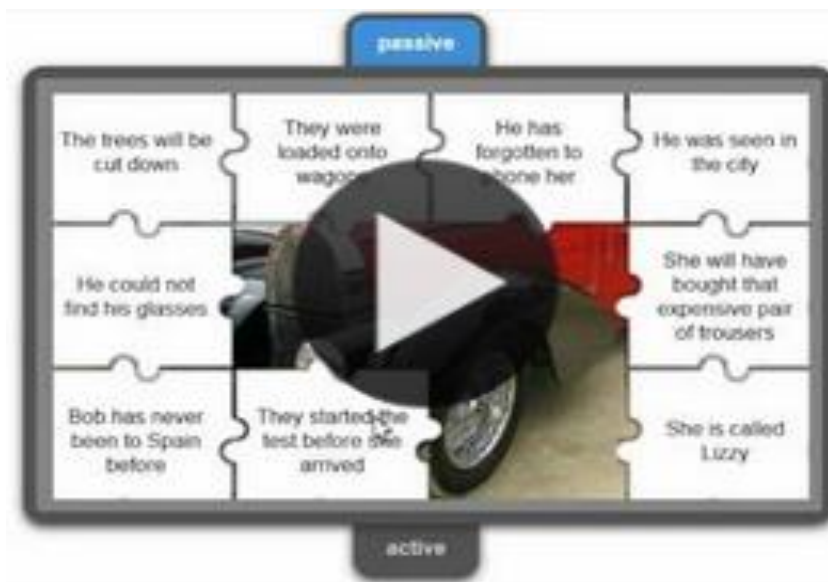 passive
The trees will be
cut down
They were
loaded onto
He has
forgotten to
phone her
He was seen in
the city
He could not
find his glasses
She will have
bought that
expensive pair
of trousers
Bob has never
been to Spain
before
They started the
test before she
arrived
She is called
Lizzy
active